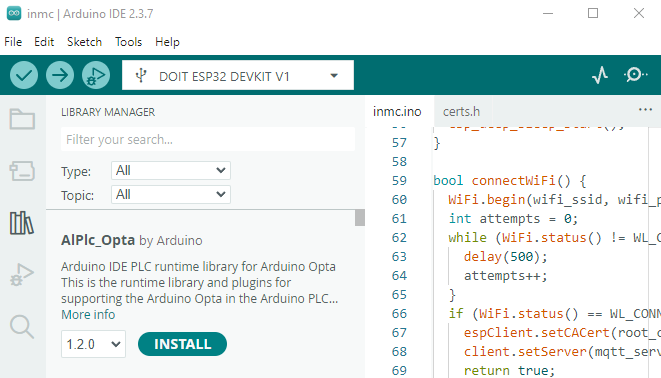 inmc | Arduino IDE 2.3.7
File Edit Sketch Tools Help
DOIT ESP32 DEVKIT V1
LIBRARY MANAGER
Filter your search...
Type: All
Topic: All
AlPlc_Opta by Arduino
Arduino IDE PLC runtime library for Arduino Opta
This is the runtime library and plugins for
supporting the Arduino Opta in the Arduino PLC...
More info
1.2.0 INSTALL
inmc.ino certs.h ...
57 }
58
59 bool connectWiFi() {
60 WiFi.begin(wifi_ssid, wifi_p
61 int attempts = 0;
62 while (WiFi.status() != WL_C
63 delay(500);
64 attempts++;
65 }
66 if (WiFi.status() == WL_CONN
67 espClient.setCACert(root_c
68 client.setServer(mqtt_serv
69 return true;